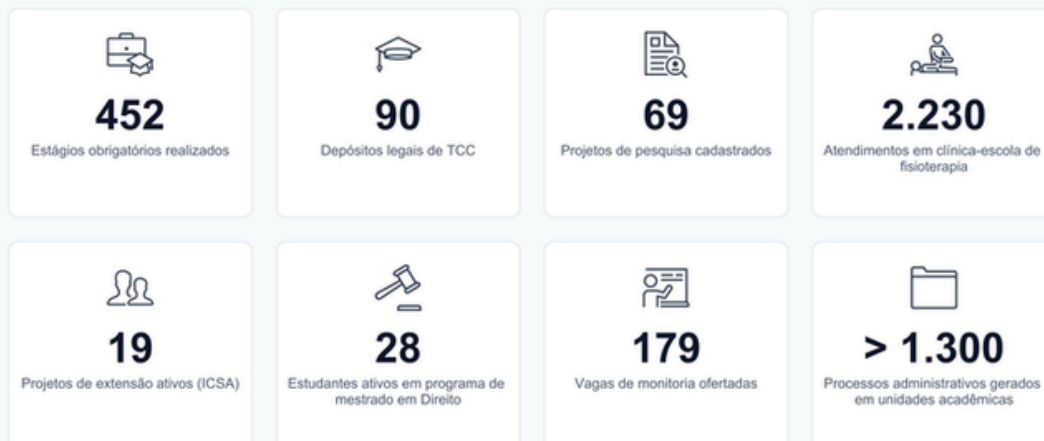 452
Estágios obrigatórios realizados
90
Depósitos legais de TCC
69
Projetos de pesquisa cadastrados
2.230
Atendimentos em clínica-escola de
fisioterapia
19
Projetos de extensão ativos (ICSA)
28
Estudantes ativos em programa de
mestrado em Direito
179
Vagas de monitoria ofertadas
> 1.300
Processos administrativos gerados
em unidades acadêmicas